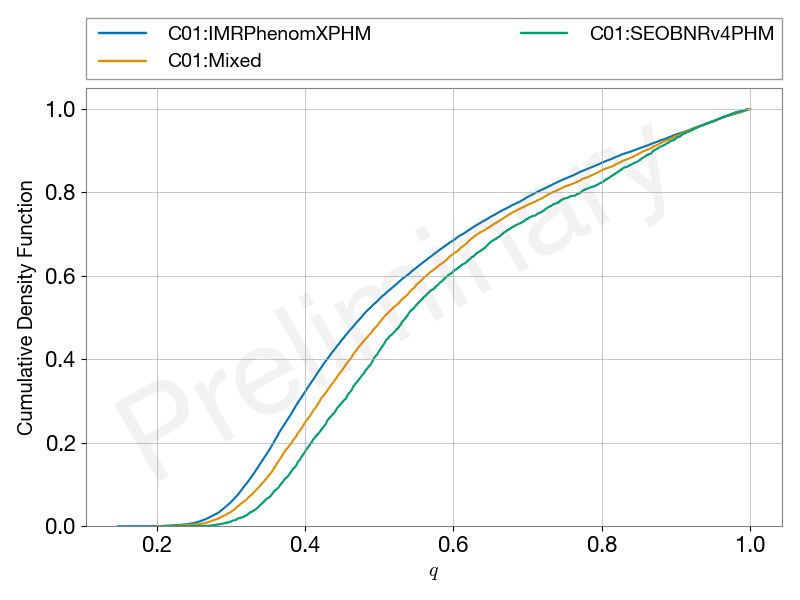 C01:IMRPhenomXPHM
C01:Mixed
C01:SEOBNRv4PHM
Preliminary
Cumulative Density Function
1.0
0.8
0.6
0.4
0.2
0.0
0.2 0.4 0.6 0.8 1.0
q